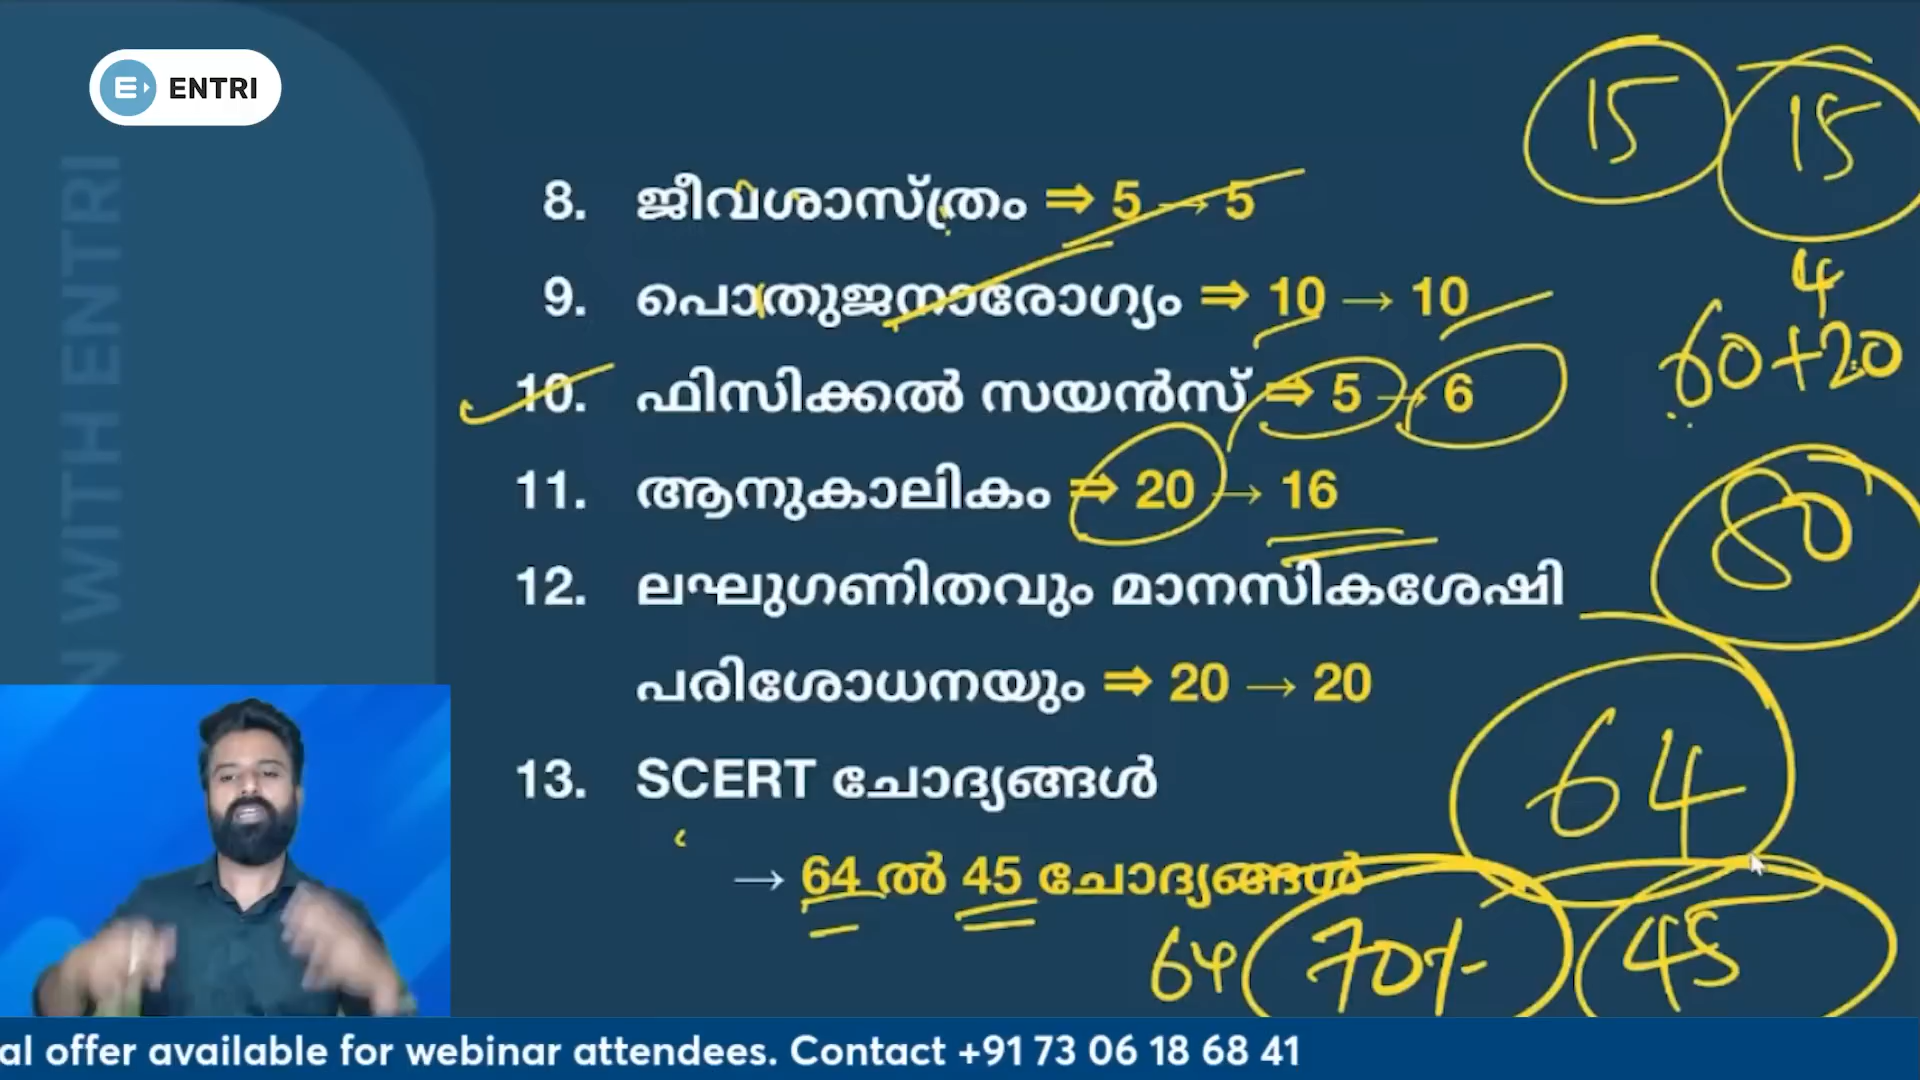 ENTRI
N WITH ENTRI
15 15
8. ജീവശാസ്ത്രം ⇒ 5 → 5
9. പൊതുജനാരോഗ്യം ⇒ 10 → 10
4
60+20
10. ഫിസിക്കൽ സയൻസ് ⇒ 5 → 6
11. ആനുകാലികം ⇒ 20 → 16
80
12. ലഘുഗണിതവും മാനസികശേഷി
പരിശോധനയും ⇒ 20 → 20
64
13. SCERT ചോദ്യങ്ങൾ
→ 64 ൽ 45 ചോദ്യങ്ങൾ
64 70%
45
al offer available for webinar attendees. Contact +91 73 06 18 68 41